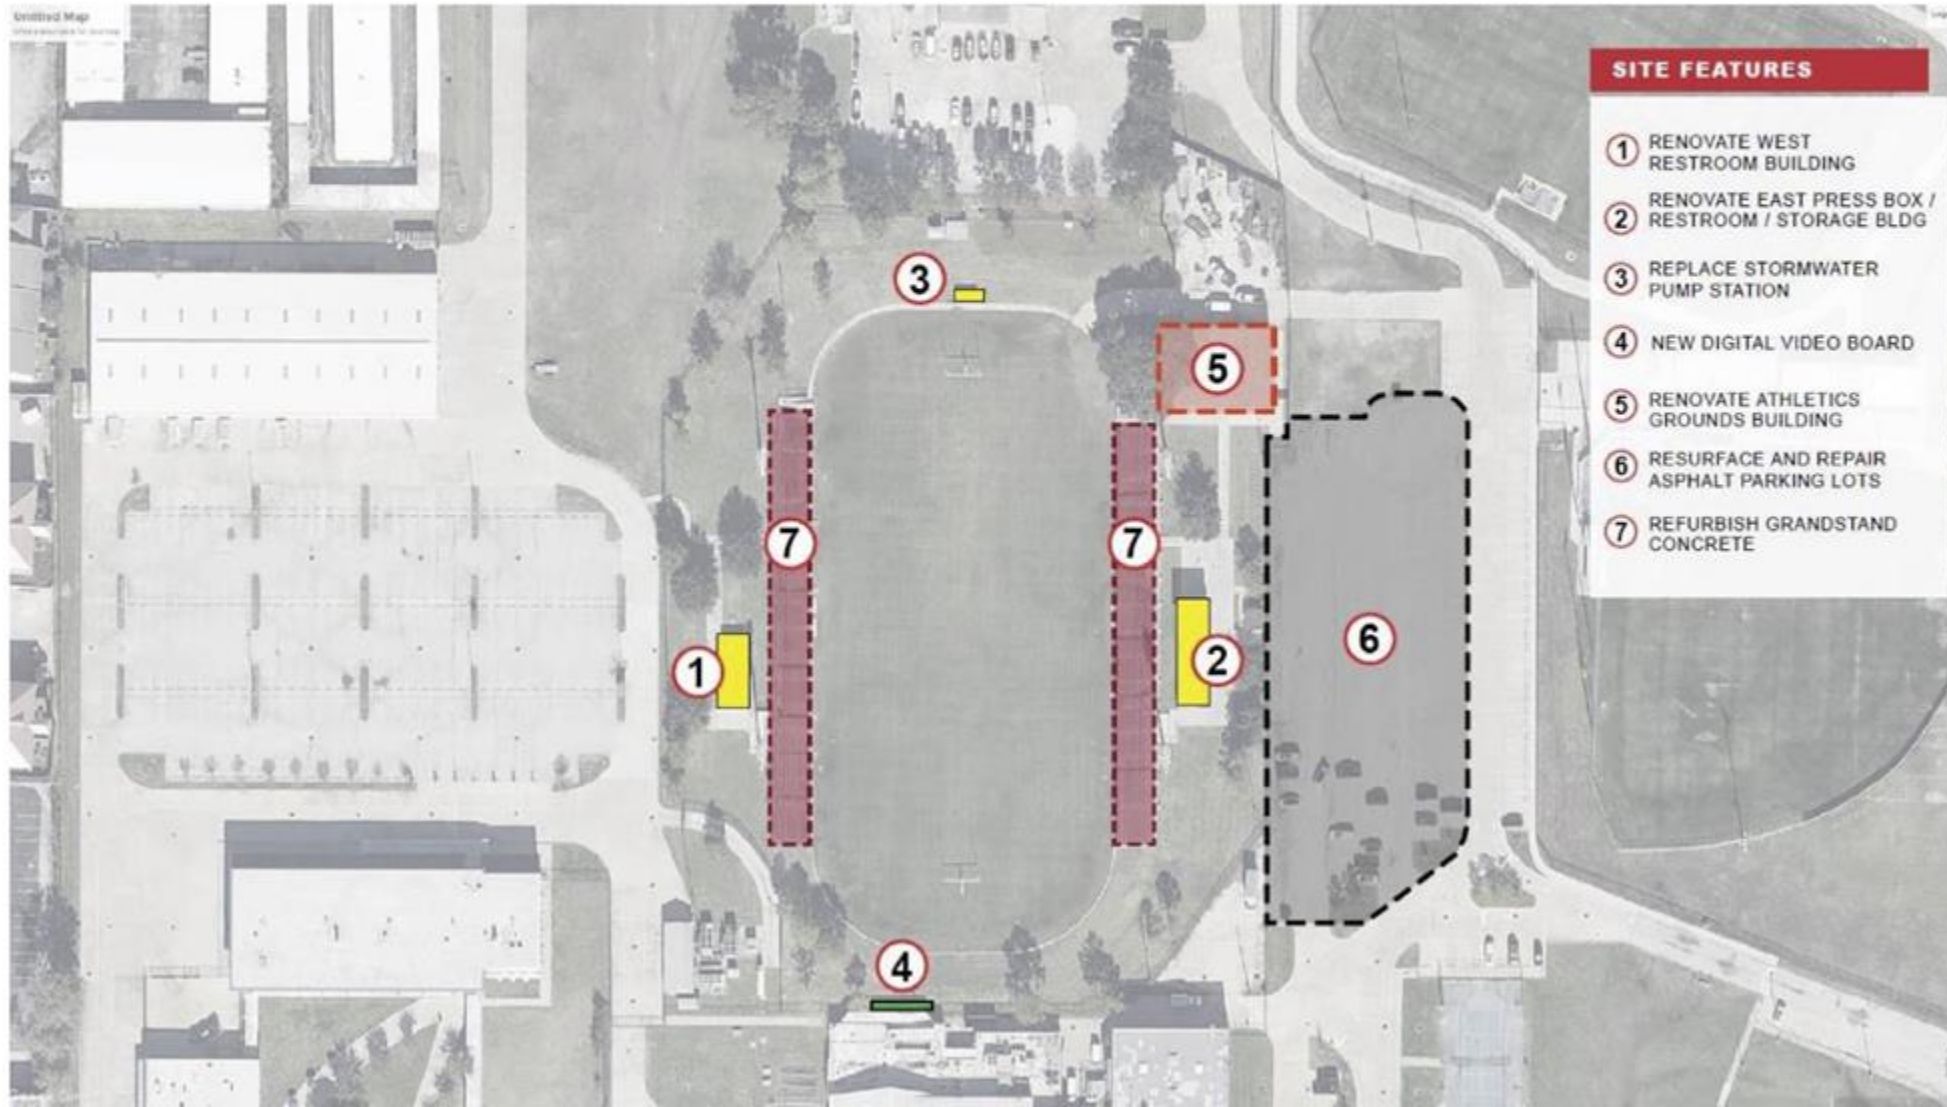 Untitled Map
SITE FEATURES
1 RENOVATE WEST
RESTROOM BUILDING
2 RENOVATE EAST PRESS BOX /
RESTROOM / STORAGE BLDG
3 REPLACE STORMWATER
PUMP STATION
4 NEW DIGITAL VIDEO BOARD
5 RENOVATE ATHLETICS
GROUNDS BUILDING
6 RESURFACE AND REPAIR
ASPHALT PARKING LOTS
7 REFURBISH GRANDSTAND
CONCRETE
3
5
7
7
6
1
2
4